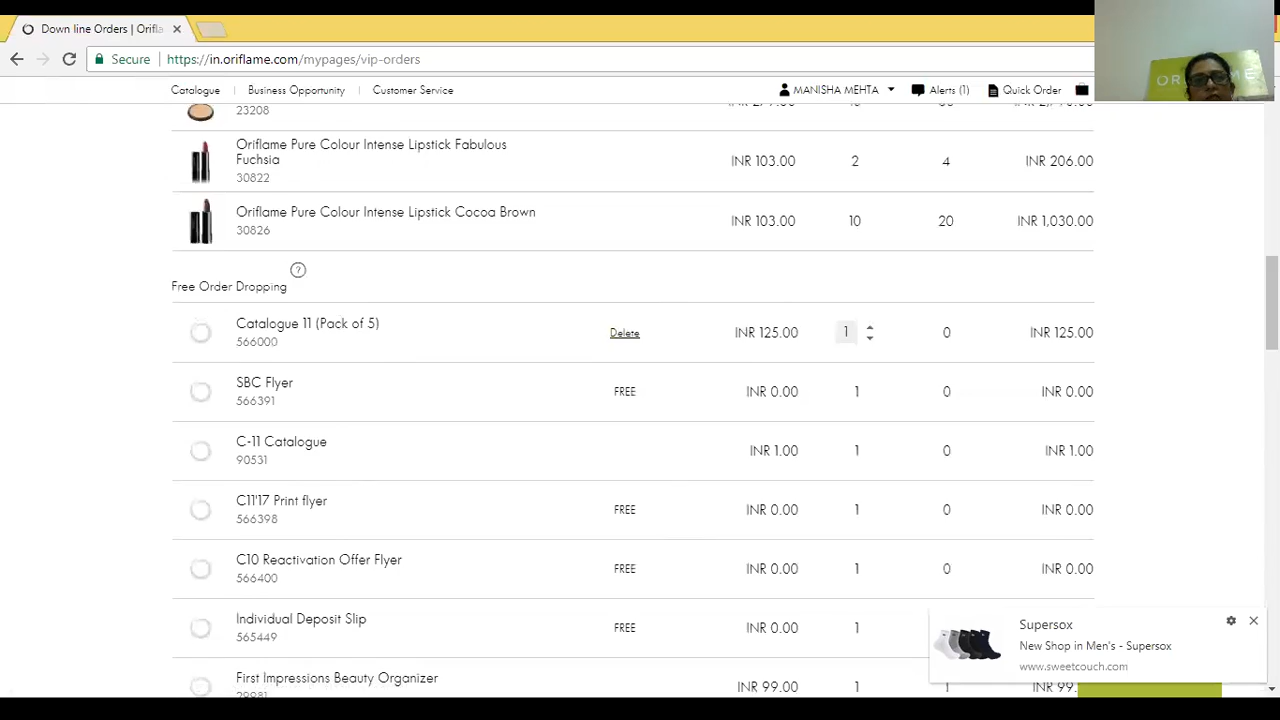 Down line Orders | Orifla
Secure https://in.oriflame.com/mypages/vip-orders
ORIFLAME
Catalogue Business Opportunity Customer Service MANISHA MEHTA Alerts (1) Quick Order
23208
Oriflame Pure Colour Intense Lipstick Fabulous
Fuchsia
30822
INR 103.00 2 4 INR 206.00
Oriflame Pure Colour Intense Lipstick Cocoa Brown
30826
INR 103.00 10 20 INR 1,030.00
?
Free Order Dropping
Catalogue 11 (Pack of 5)
566000
Delete INR 125.00 1 0 INR 125.00
SBC Flyer
566391
FREE INR 0.00 1 0 INR 0.00
C-11 Catalogue
90531
INR 1.00 1 0 INR 1.00
C11'17 Print flyer
566398
FREE INR 0.00 1 0 INR 0.00
C10 Reactivation Offer Flyer
566400
FREE INR 0.00 1 0 INR 0.00
Individual Deposit Slip
565449
FREE INR 0.00 1
First Impressions Beauty Organizer
29981
INR 99.00 1 1 INR 99.
Supersox
New Shop in Men's - Supersox
www.sweetcouch.com